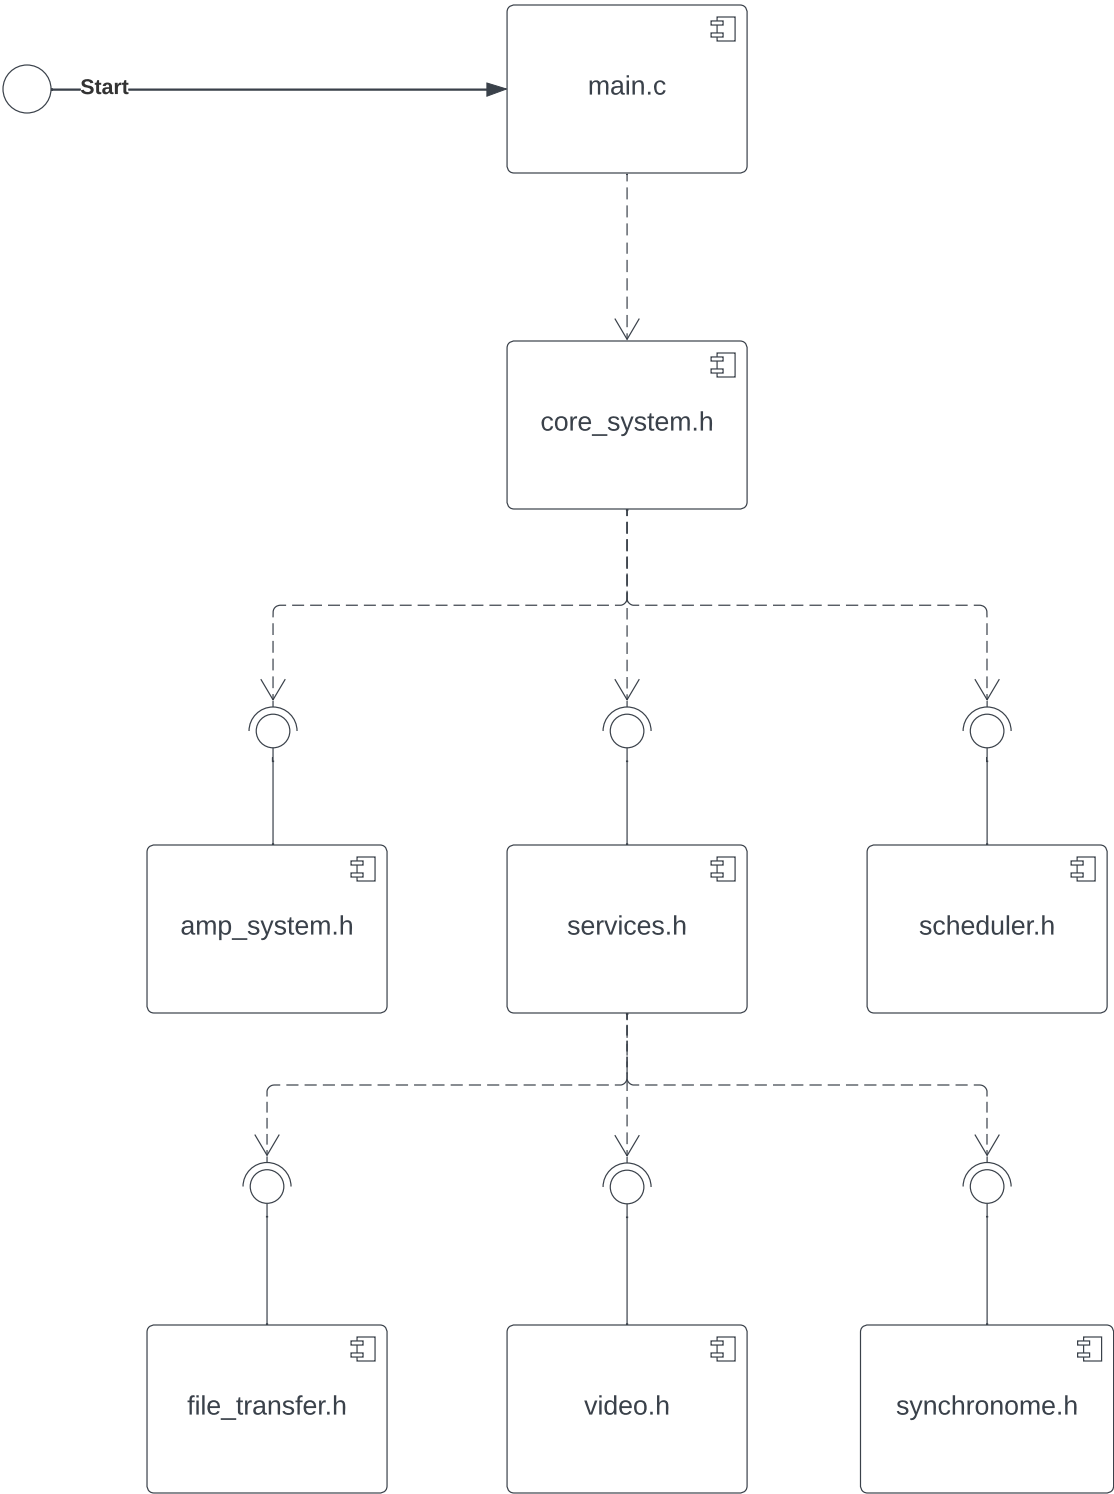 Start
main.c
core_system.h
amp_system.h
services.h
scheduler.h
file_transfer.h
video.h
synchronome.h